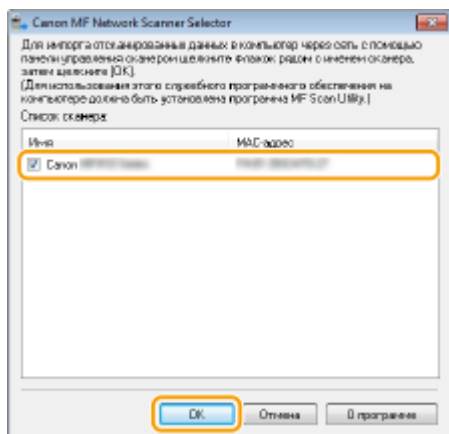 Canon MF Network Scanner Selector
Для импорта отсканированных данных в компьютер через сеть с помощью
панели управления сканером щелкните флажок рядом с именем сканера,
затем щелкните [OK].
(Для использования этого служебного программного обеспечения на
компьютере должна быть установлена программа MF Scan Utility.)
Список сканера:
Имя MAC-адрес
Canon
OK Отмена О программе